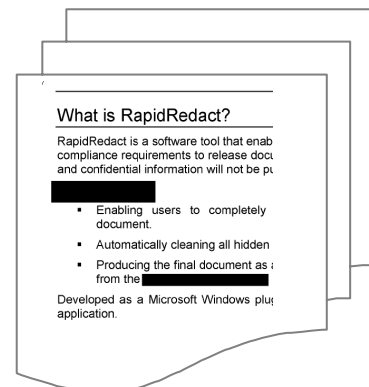 What is RapidRedact?
RapidRedact is a software tool that enab
compliance requirements to release docu
and confidential information will not be pu
▪ Enabling users to completely
document.
▪ Automatically cleaning all hidden
▪ Producing the final document as a
from the
Developed as a Microsoft Windows plug
application.